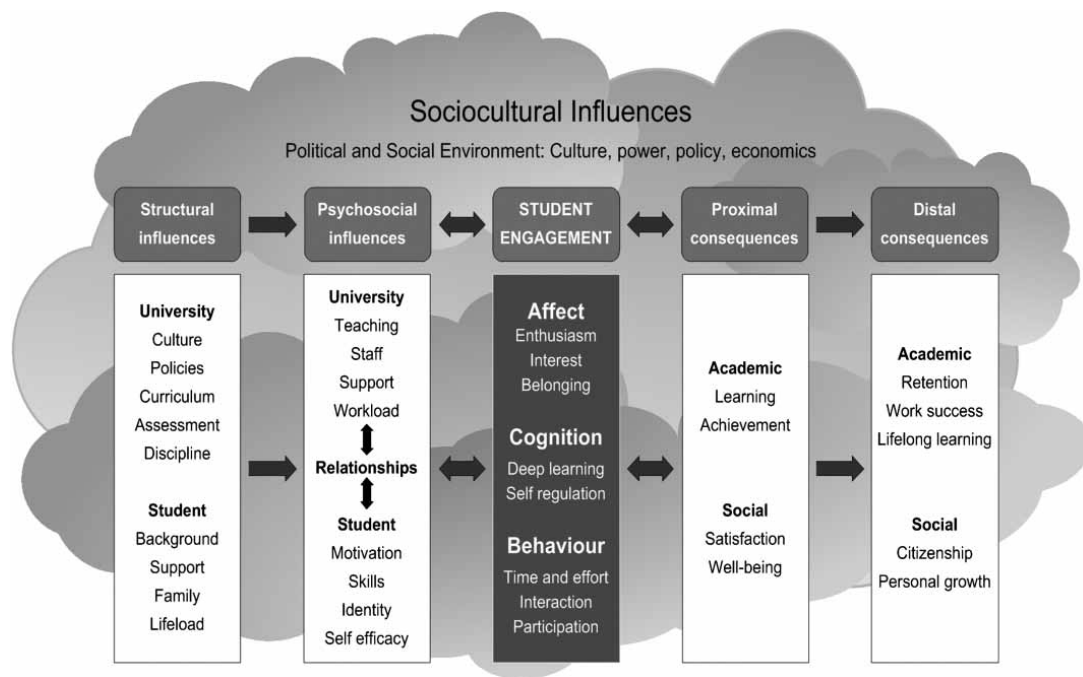 Sociocultural Influences
Political and Social Environment: Culture, power, policy, economics
Structural
influences
Psychosocial
influences
STUDENT
ENGAGEMENT
Proximal
consequences
Distal
consequences
University
Culture
Policies
Curriculum
Assessment
Discipline
Student
Background
Support
Family
Lifeload
University
Teaching
Staff
Support
Workload
Relationships
Student
Motivation
Skills
Identity
Self efficacy
Affect
Enthusiasm
Interest
Belonging
Cognition
Deep learning
Self regulation
Behaviour
Time and effort
Interaction
Participation
Academic
Learning
Achievement
Social
Satisfaction
Well-being
Academic
Retention
Work success
Lifelong learning
Social
Citizenship
Personal growth